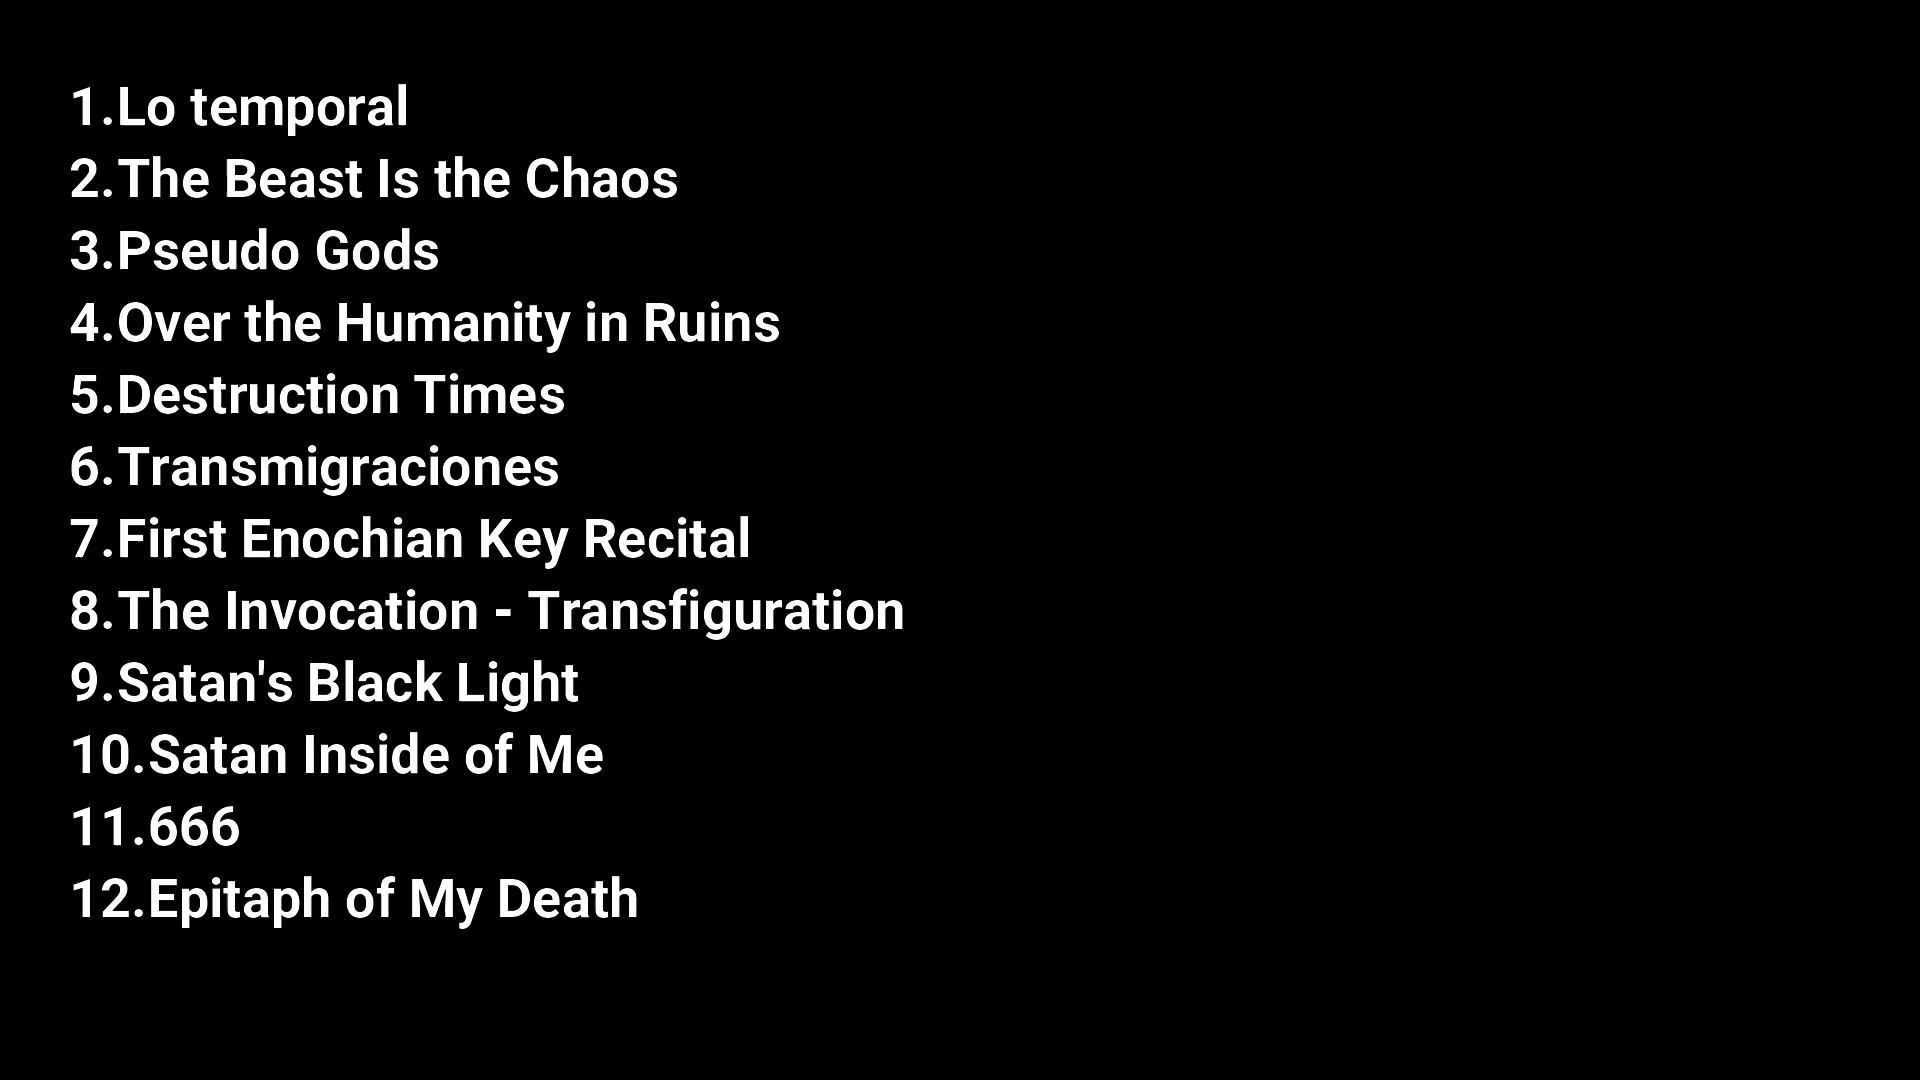 1.Lo temporal
2.The Beast Is the Chaos
3.Pseudo Gods
4.Over the Humanity in Ruins
5.Destruction Times
6.Transmigraciones
7.First Enochian Key Recital
8.The Invocation - Transfiguration
9.Satan's Black Light
10.Satan Inside of Me
11.666
12.Epitaph of My Death